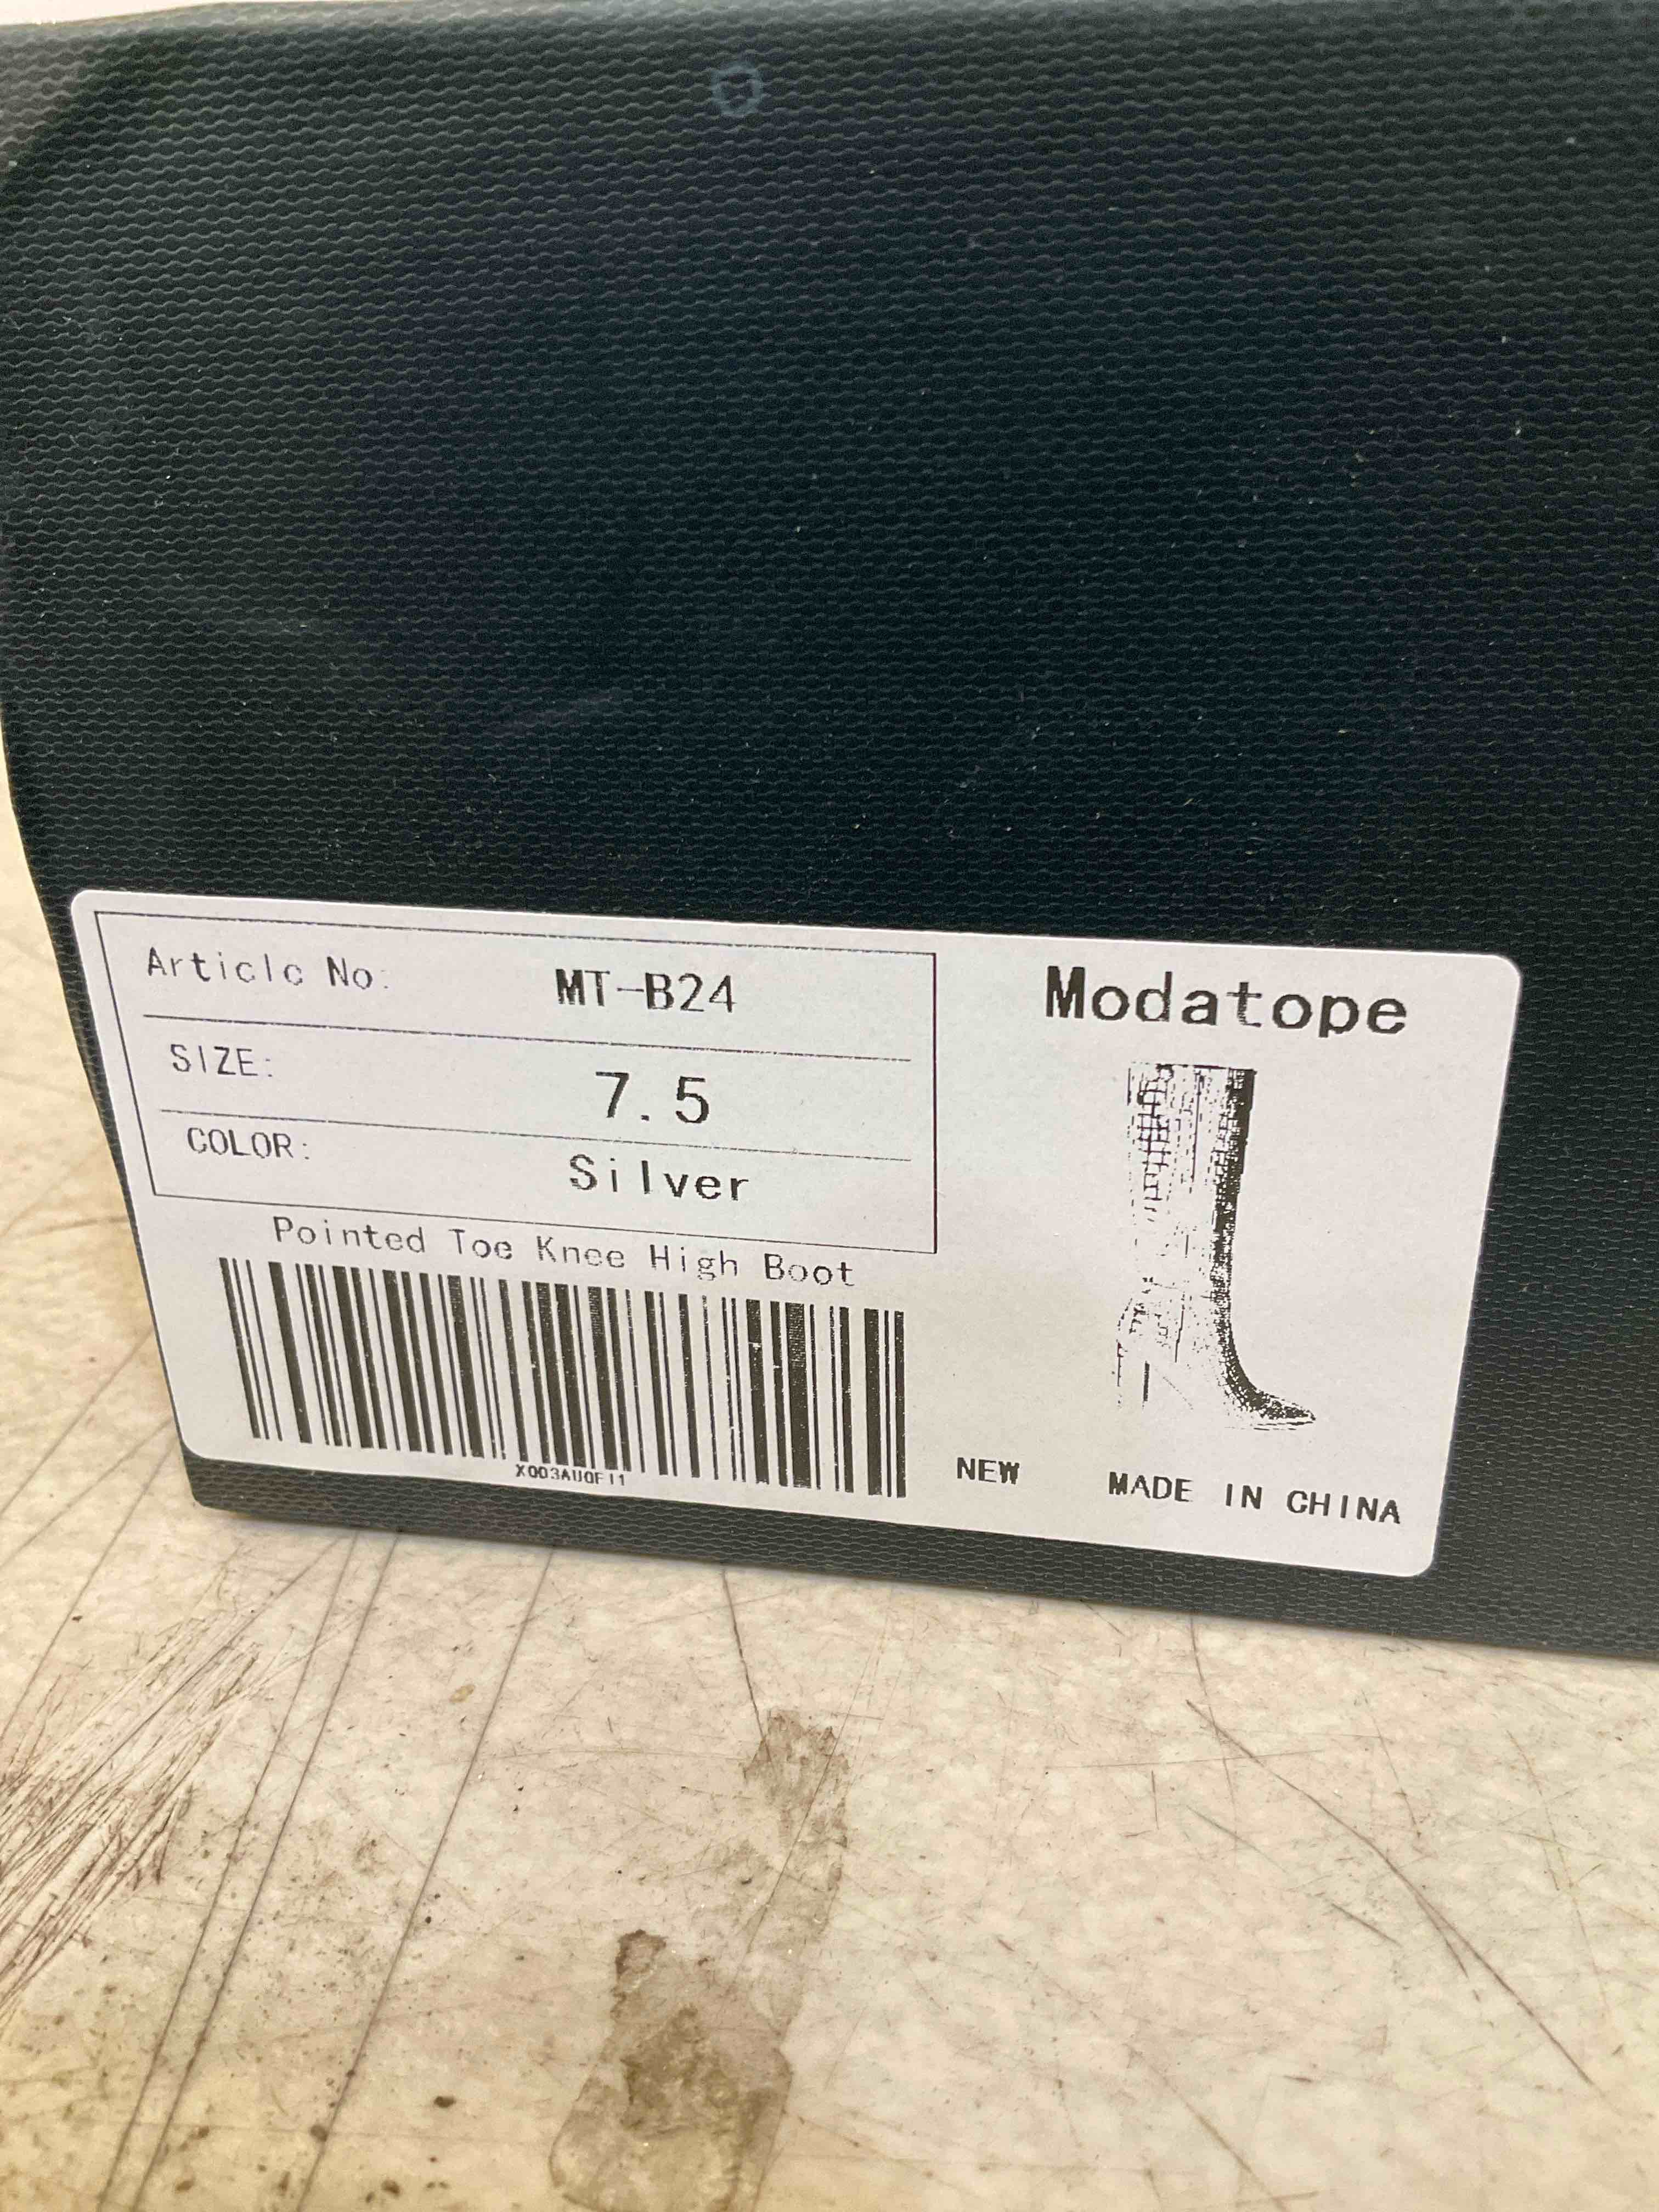 Article No: MT-B24
SIZE: 7.5
COLOR: Silver
Pointed Toe Knee High Boot
X003AU0FI1
Modatope
NEW MADE IN CHINA